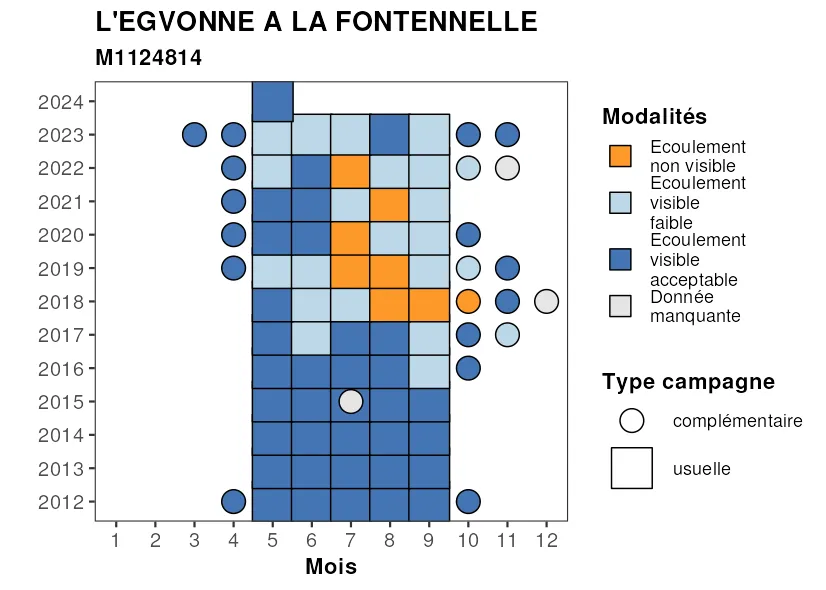 L'EGVONNE A LA FONTENNELLE
M1124814
2024
2023
2022
2021
2020
2019
2018
2017
2016
2015
2014
2013
2012
1 2 3 4 5 6 7 8 9 10 11 12
Mois
Modalités
Ecoulement
non visible
Ecoulement
visible
faible
Ecoulement
visible
acceptable
Donnée
manquante
Type campagne
complémentaire
usuelle